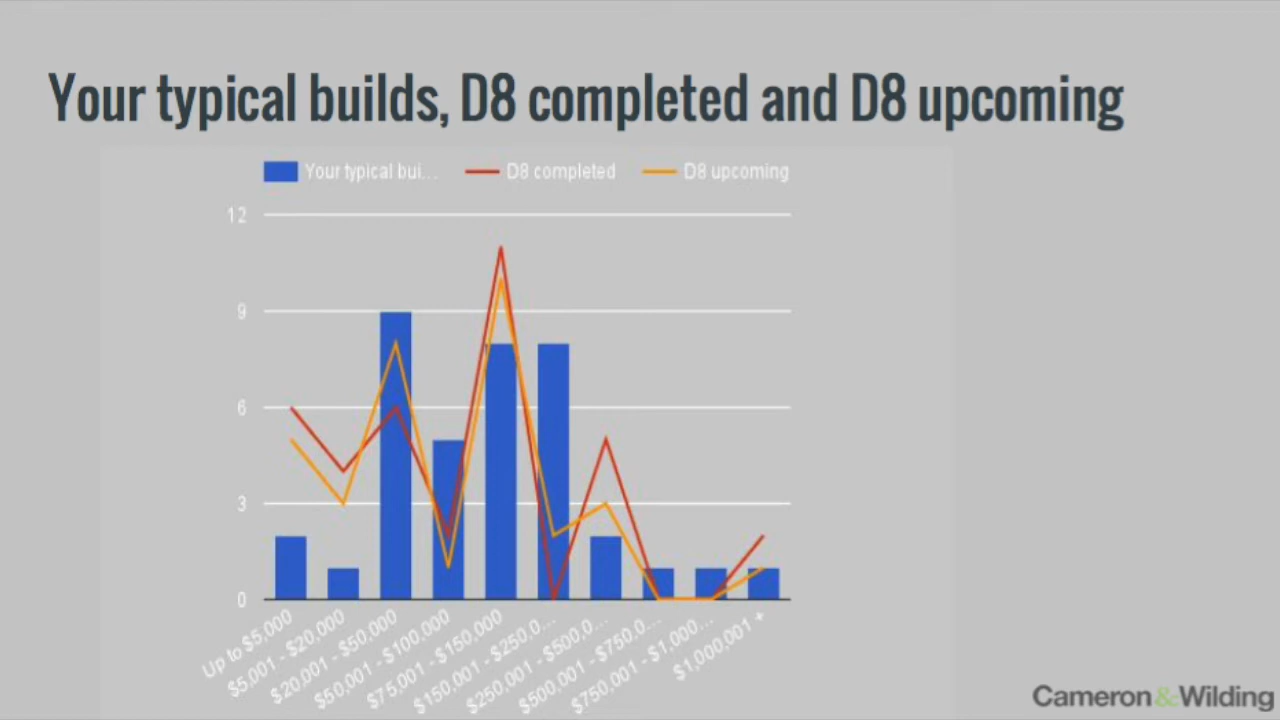 Your typical builds, D8 completed and D8 upcoming
Your typical bui... D8 completed D8 upcoming
12
9
6
3
0
Up to $5,000
$5,001 - $20,000
$20,001 - $50,000
$50,001 - $100,000
$75,001 - $150,000
$150,001 - $250,0...
$250,001 - $500,0...
$500,001 - $750,0...
$750,001 - $1,000...
$1,000,001 +
Cameron&Wilding